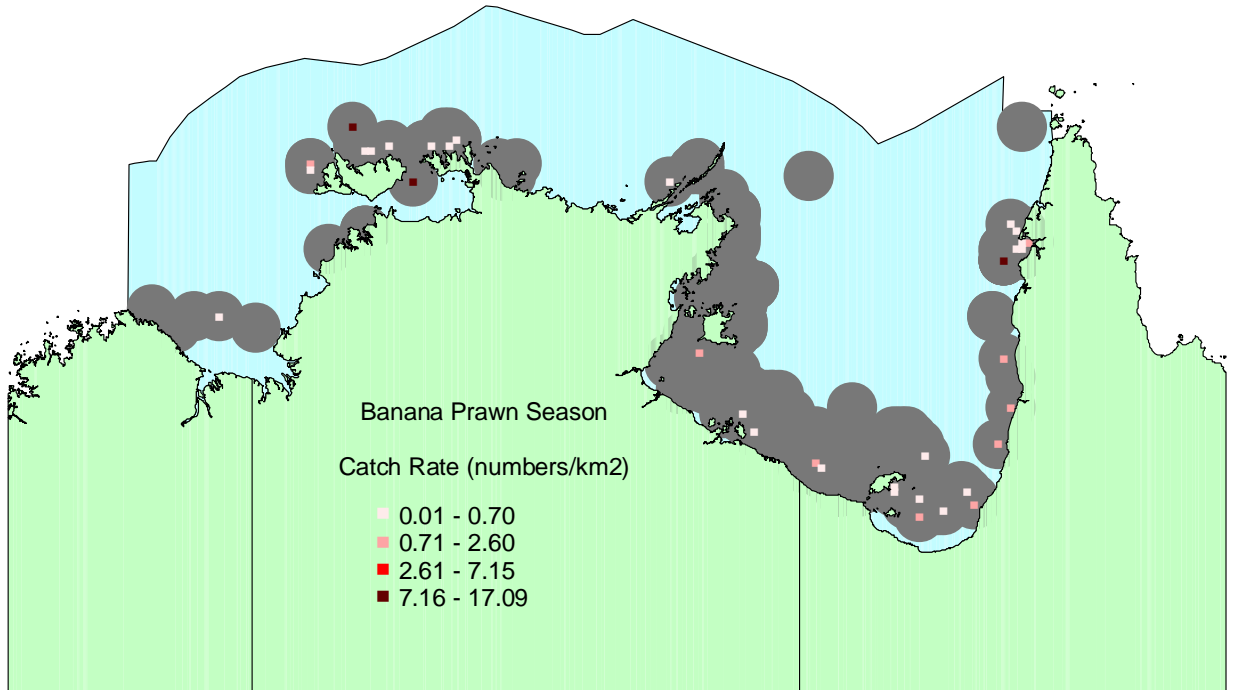 Banana Prawn Season
Catch Rate (numbers/km2)
0.01 - 0.70
0.71 - 2.60
2.61 - 7.15
7.16 - 17.09